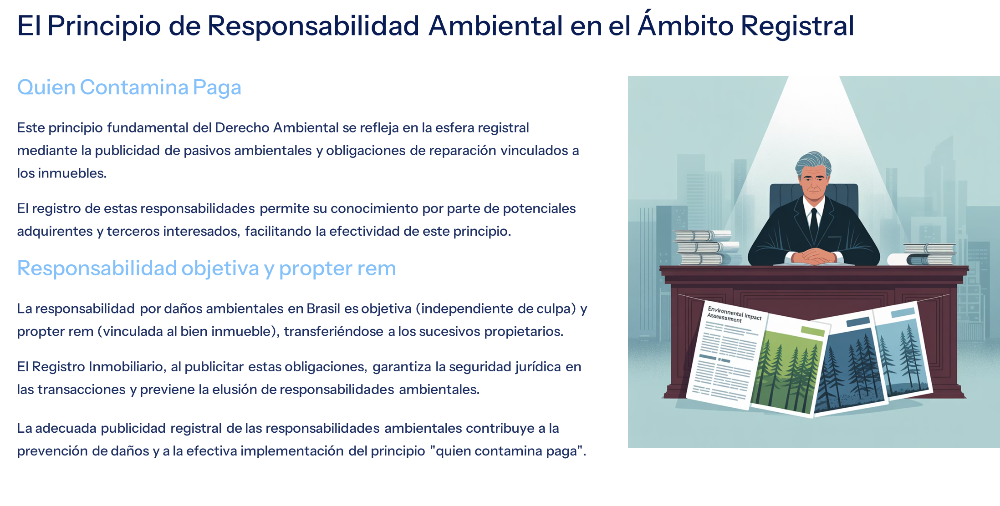 El Principio de Responsabilidad Ambiental en el Ámbito Registral
Quien Contamina Paga
Este principio fundamental del Derecho Ambiental se refleja en la esfera registral
mediante la publicidad de pasivos ambientales y obligaciones de reparación vinculados a
los inmuebles.
El registro de estas responsabilidades permite su conocimiento por parte de potenciales
adquirentes y terceros interesados, facilitando la efectividad de este principio.
Responsabilidad objetiva y propter rem
La responsabilidad por daños ambientales en Brasil es objetiva (independiente de culpa) y
propter rem (vinculada al bien inmueble), transferiéndose a los sucesivos propietarios.
El Registro Inmobiliario, al publicitar estas obligaciones, garantiza la seguridad jurídica en
las transacciones y previene la elusión de responsabilidades ambientales.
La adecuada publicidad registral de las responsabilidades ambientales contribuye a la
prevención de daños y a la efectiva implementación del principio "quien contamina paga".
Environmental Impact